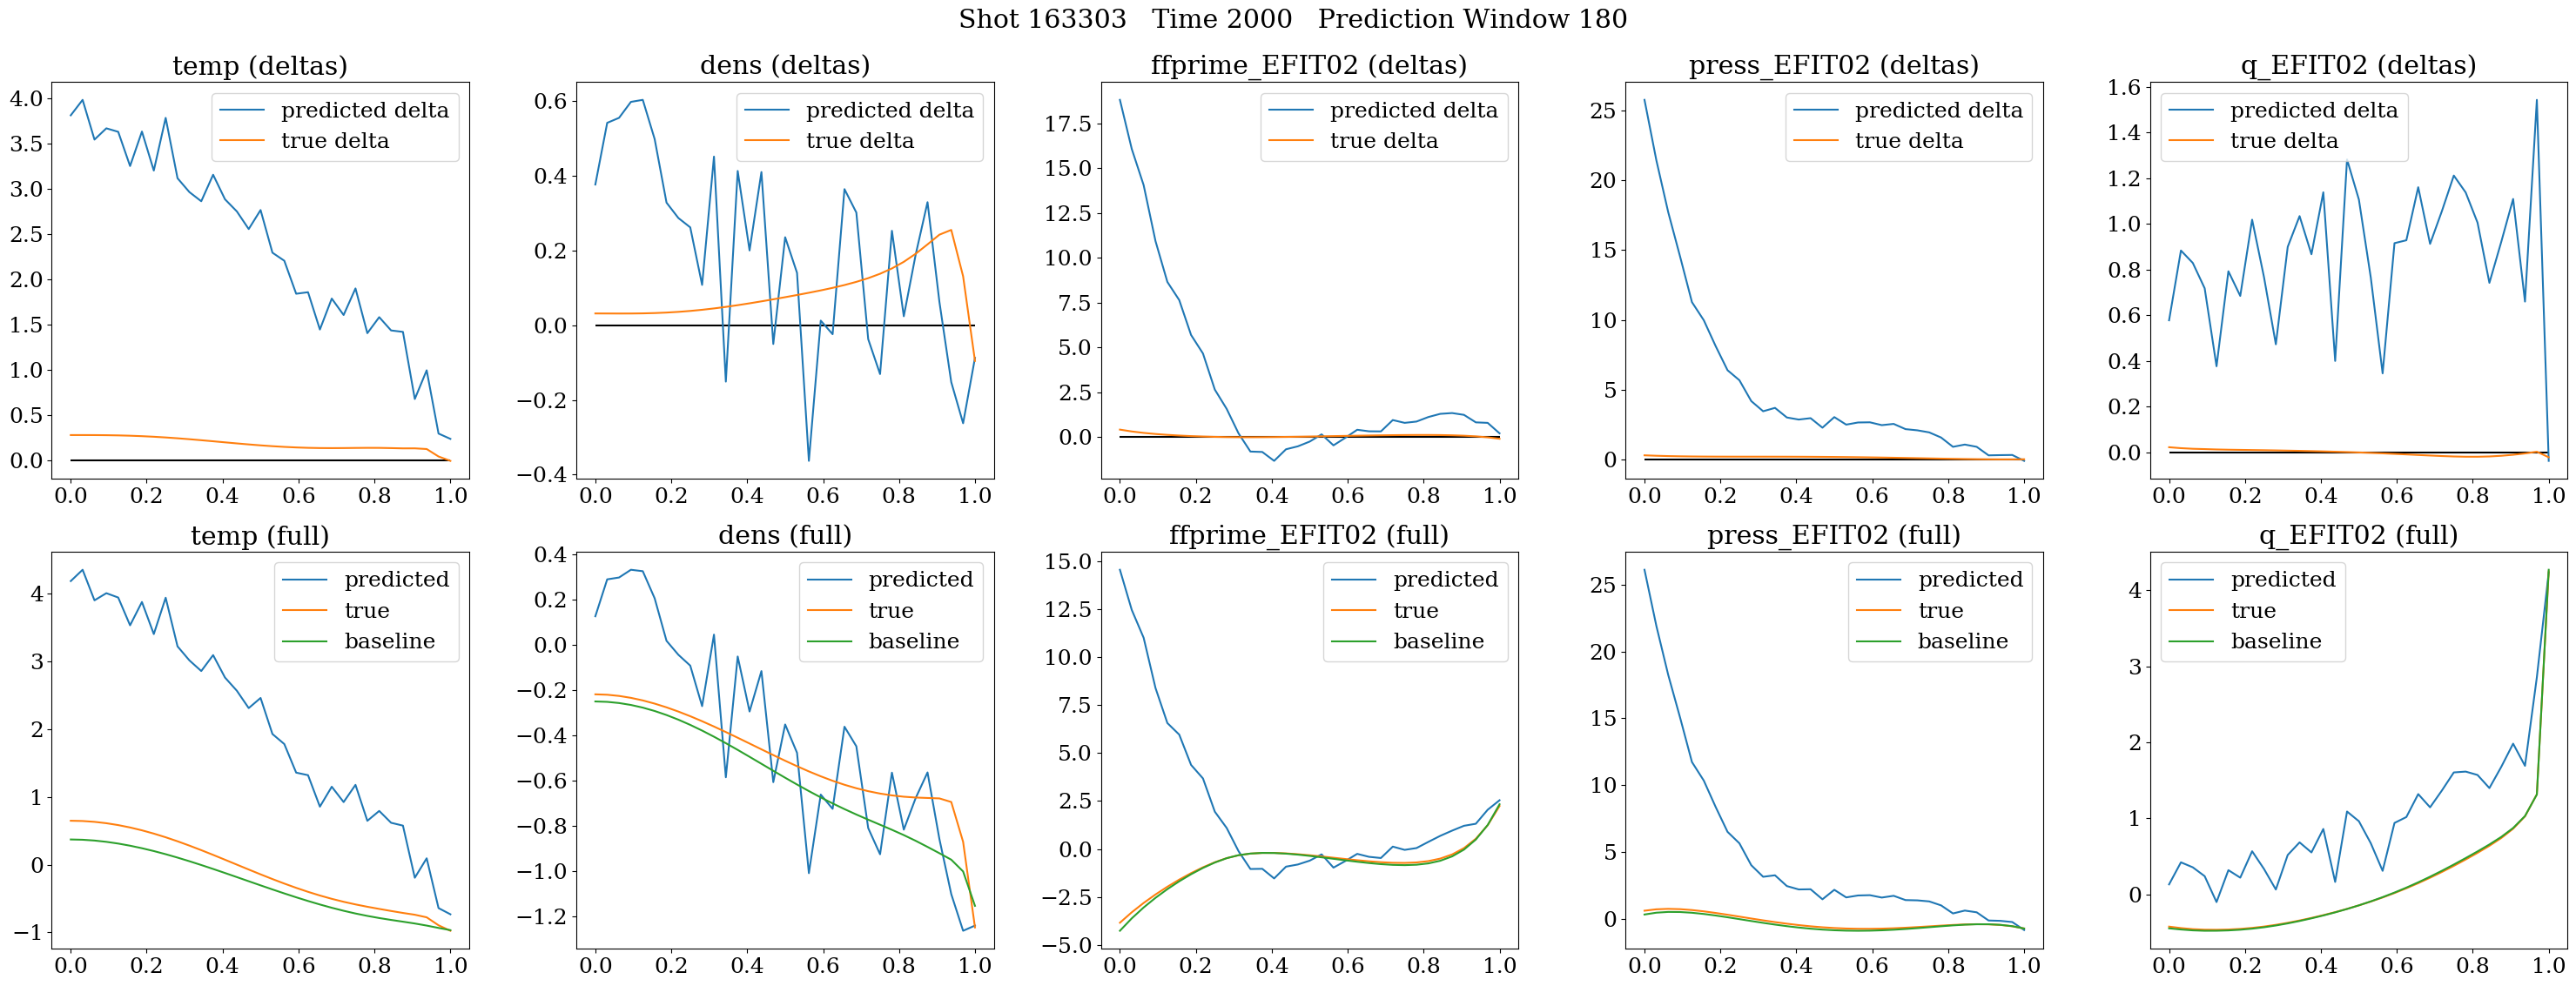 Shot 163303   Time 2000   Prediction Window 180
temp (deltas)
4.0
3.5
3.0
2.5
2.0
1.5
1.0
0.5
0.0
predicted delta
true delta
0.0 0.2 0.4 0.6 0.8 1.0
dens (deltas)
0.6
0.4
0.2
0.0
−0.2
−0.4
predicted delta
true delta
0.0 0.2 0.4 0.6 0.8 1.0
ffprime_EFIT02 (deltas)
17.5
15.0
12.5
10.0
7.5
5.0
2.5
0.0
predicted delta
true delta
0.0 0.2 0.4 0.6 0.8 1.0
press_EFIT02 (deltas)
25
20
15
10
5
0
predicted delta
true delta
0.0 0.2 0.4 0.6 0.8 1.0
q_EFIT02 (deltas)
1.6
1.4
1.2
1.0
0.8
0.6
0.4
0.2
0.0
predicted delta
true delta
0.0 0.2 0.4 0.6 0.8 1.0
temp (full)
4
3
2
1
0
−1
predicted
true
baseline
0.0 0.2 0.4 0.6 0.8 1.0
dens (full)
0.4
0.2
0.0
−0.2
−0.4
−0.6
−0.8
−1.0
−1.2
predicted
true
baseline
0.0 0.2 0.4 0.6 0.8 1.0
ffprime_EFIT02 (full)
15.0
12.5
10.0
7.5
5.0
2.5
0.0
−2.5
−5.0
predicted
true
baseline
0.0 0.2 0.4 0.6 0.8 1.0
press_EFIT02 (full)
25
20
15
10
5
0
predicted
true
baseline
0.0 0.2 0.4 0.6 0.8 1.0
q_EFIT02 (full)
4
3
2
1
0
predicted
true
baseline
0.0 0.2 0.4 0.6 0.8 1.0